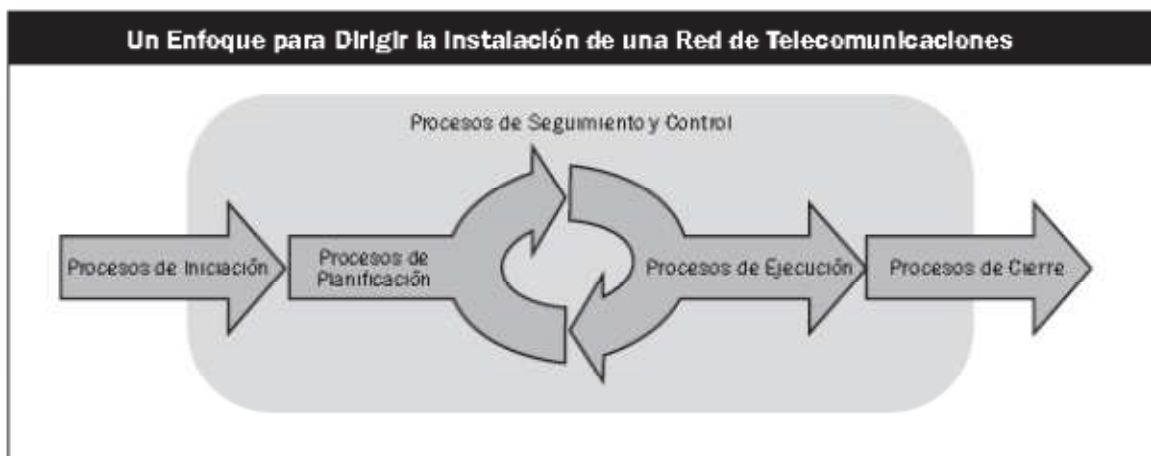 Un Enfoque para Dirigir la Instalación de una Red de Telecomunicaciones
Procesos de Seguimiento y Control
Procesos de Iniciación
Procesos de
Planificación
Procesos de Ejecución
Procesos de Cierre